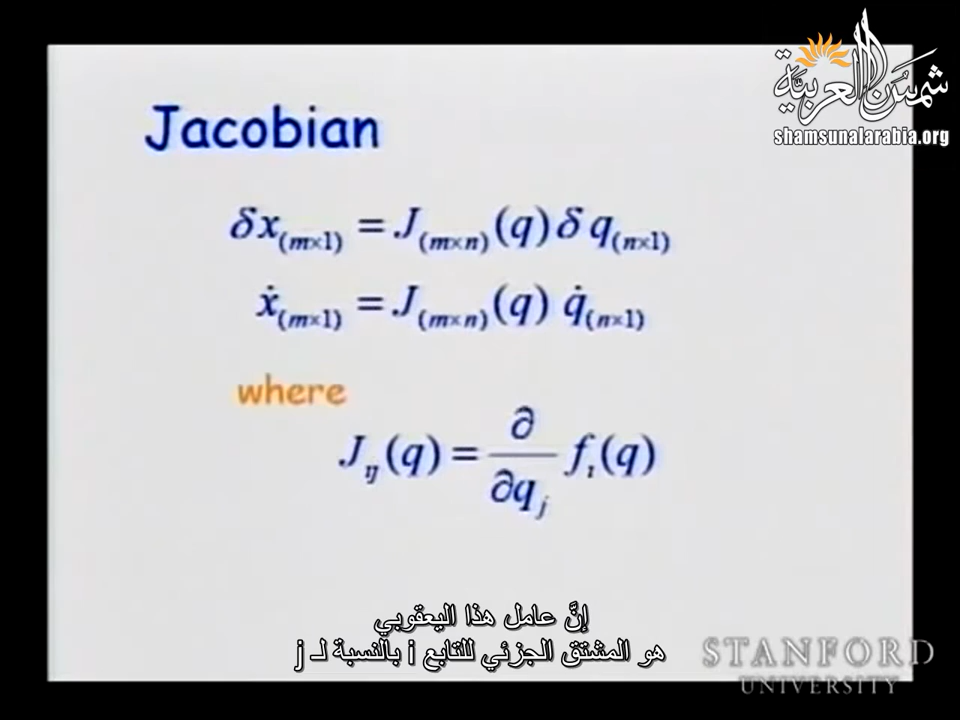 شمس العربية
shamsunalarabia.org
Jacobian
δx(m×1) = J(m×n)(q) δq(n×1)
ẋ(m×1) = J(m×n)(q) q̇(n×1)
where
Jij(q) = ∂/∂qj fi(q)
إنَّ عامل هذا اليعقوبي
هو المشتق الجزئي للتابع i بالنسبة لـ j
STANFORD
UNIVERSITY